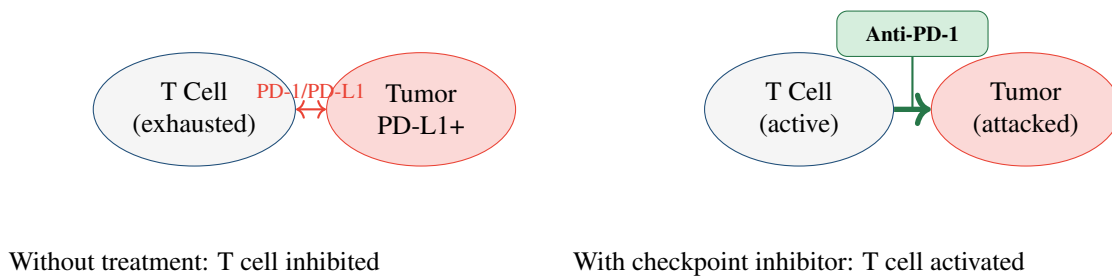 T Cell
(exhausted)
PD-1/PD-L1
Tumor
PD-L1+
Without treatment: T cell inhibited
Anti-PD-1
T Cell
(active)
Tumor
(attacked)
With checkpoint inhibitor: T cell activated